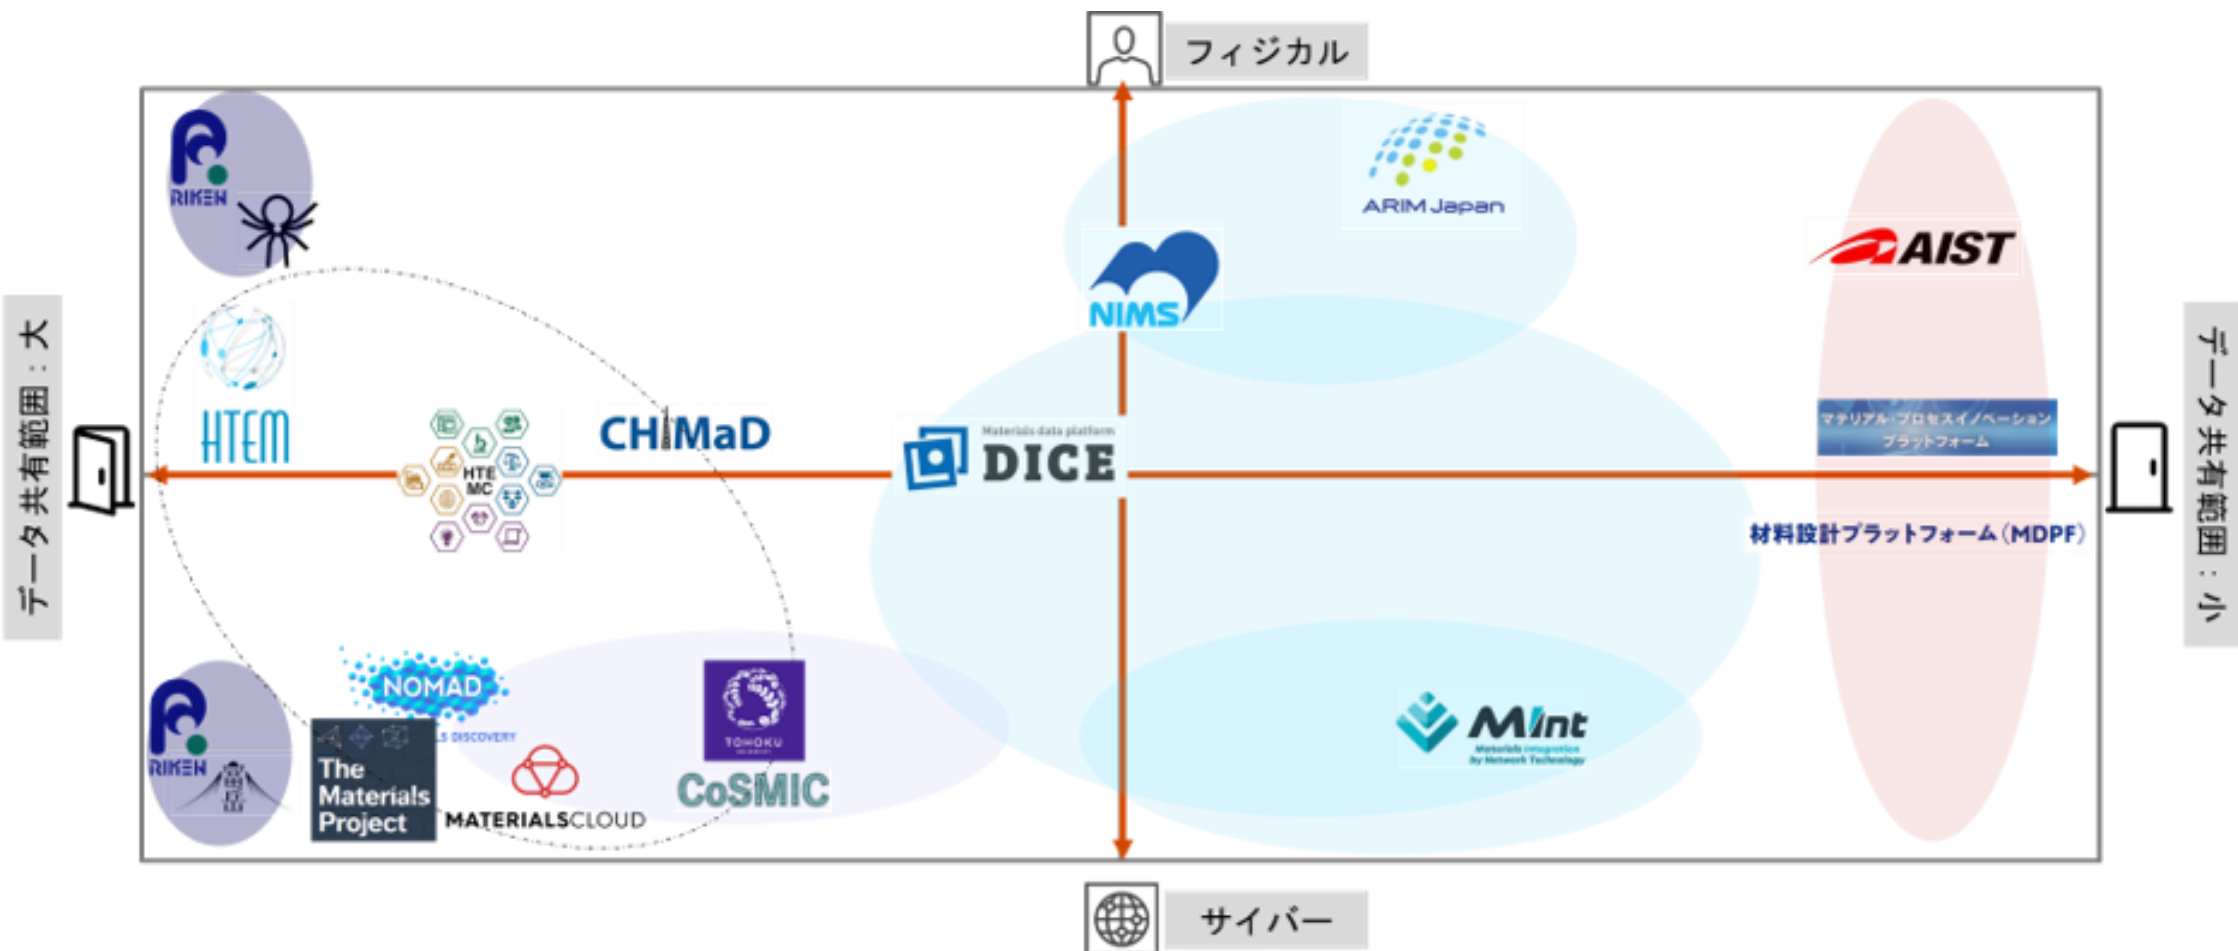 フィジカル
RIKEN
ARIM Japan
AIST
NIMS
データ共有範囲：大
データ共有範囲：小
HTEM
HTE
MC
CHiMaD
Materials data platform
DICE
マテリアル・プロセスイノベーション
プラットフォーム
材料設計プラットフォーム（MDPF）
NOMAD
LS DISCOVERY
RIKEN
The
Materials
Project
MATERIALSCLOUD
TOHOKU
UNIVERSITY
CoSMIC
MInt
Materials Integration
by Network Technology
サイバー